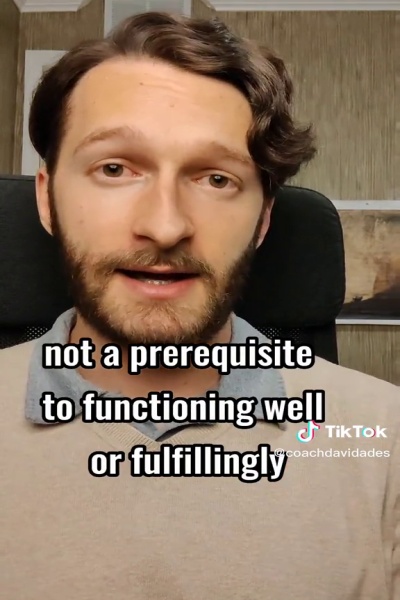 not a prerequisite
to functioning well
TikTok
@coachdavidades
or fulfillingly